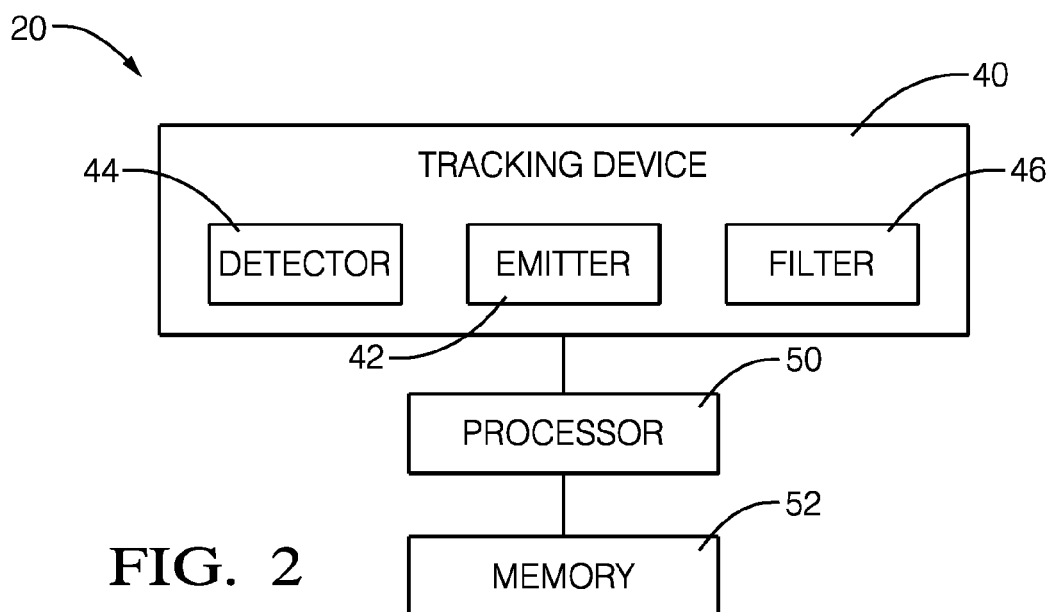 20
40
TRACKING DEVICE
44
46
DETECTOR
EMITTER
FILTER
42
50
PROCESSOR
52
MEMORY
FIG. 2